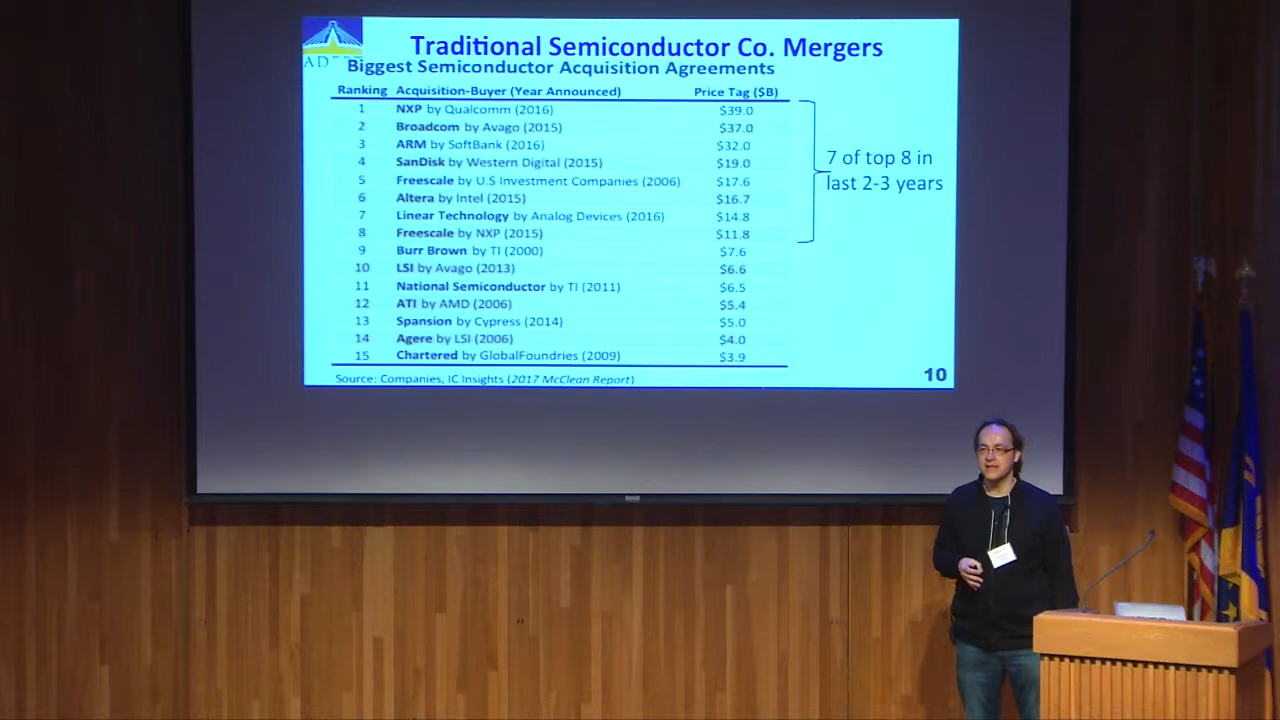 Traditional Semiconductor Co. Mergers
AD
Biggest Semiconductor Acquisition Agreements
Ranking Acquisition-Buyer (Year Announced) Price Tag ($B)
1 NXP by Qualcomm (2016) $39.0
2 Broadcom by Avago (2015) $37.0
3 ARM by SoftBank (2016) $32.0
4 SanDisk by Western Digital (2015) $19.0
5 Freescale by U.S Investment Companies (2006) $17.6
6 Altera by Intel (2015) $16.7
7 Linear Technology by Analog Devices (2016) $14.8
8 Freescale by NXP (2015) $11.8
9 Burr Brown by TI (2000) $7.6
10 LSI by Avago (2013) $6.6
11 National Semiconductor by TI (2011) $6.5
12 ATI by AMD (2006) $5.4
13 Spansion by Cypress (2014) $5.0
14 Agere by LSI (2006) $4.0
15 Chartered by GlobalFoundries (2009) $3.9
7 of top 8 in
last 2-3 years
Source: Companies, IC Insights (2017 McClean Report)
10